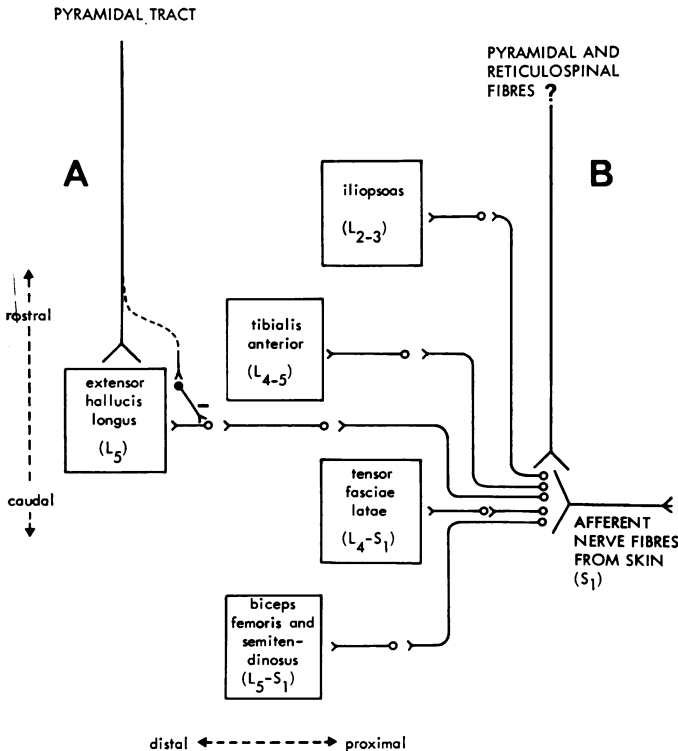 PYRAMIDAL TRACT
PYRAMIDAL AND
RETICULOSPINAL
FIBRES ?
A
B
iliopsoas
(L2-3)
rostral
tibialis
anterior
(L4-5)
extensor
hallucis
longus
(L5)
–
caudal
tensor
fasciae
latae
(L4-S1)
AFFERENT
NERVE FIBRES
FROM SKIN
(S1)
biceps
femoris and
semiten-
dinosus
(L5-S1)
distal
proximal